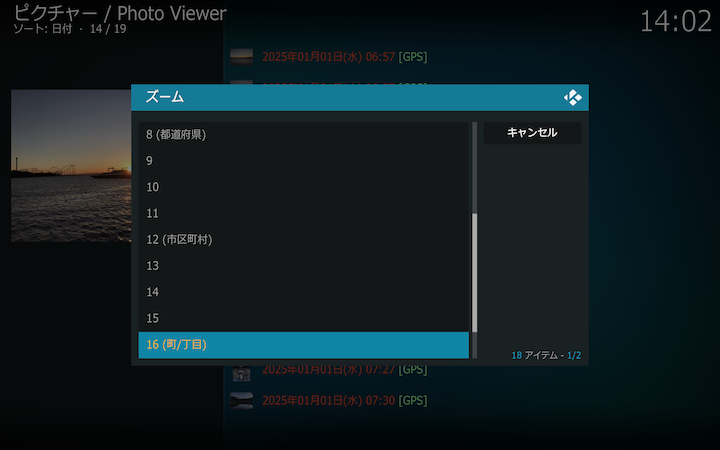 ピクチャー / Photo Viewer
ソート: 日付 · 14 / 19
14:02
2025年01月01日(水) 06:57 [GPS]
ズーム
8 (都道府県)
9
10
11
12 (市区町村)
13
14
15
16 (町/丁目)
キャンセル
18 アイテム - 1/2
2025年01月01日(水) 07:27 [GPS]
2025年01月01日(水) 07:30 [GPS]